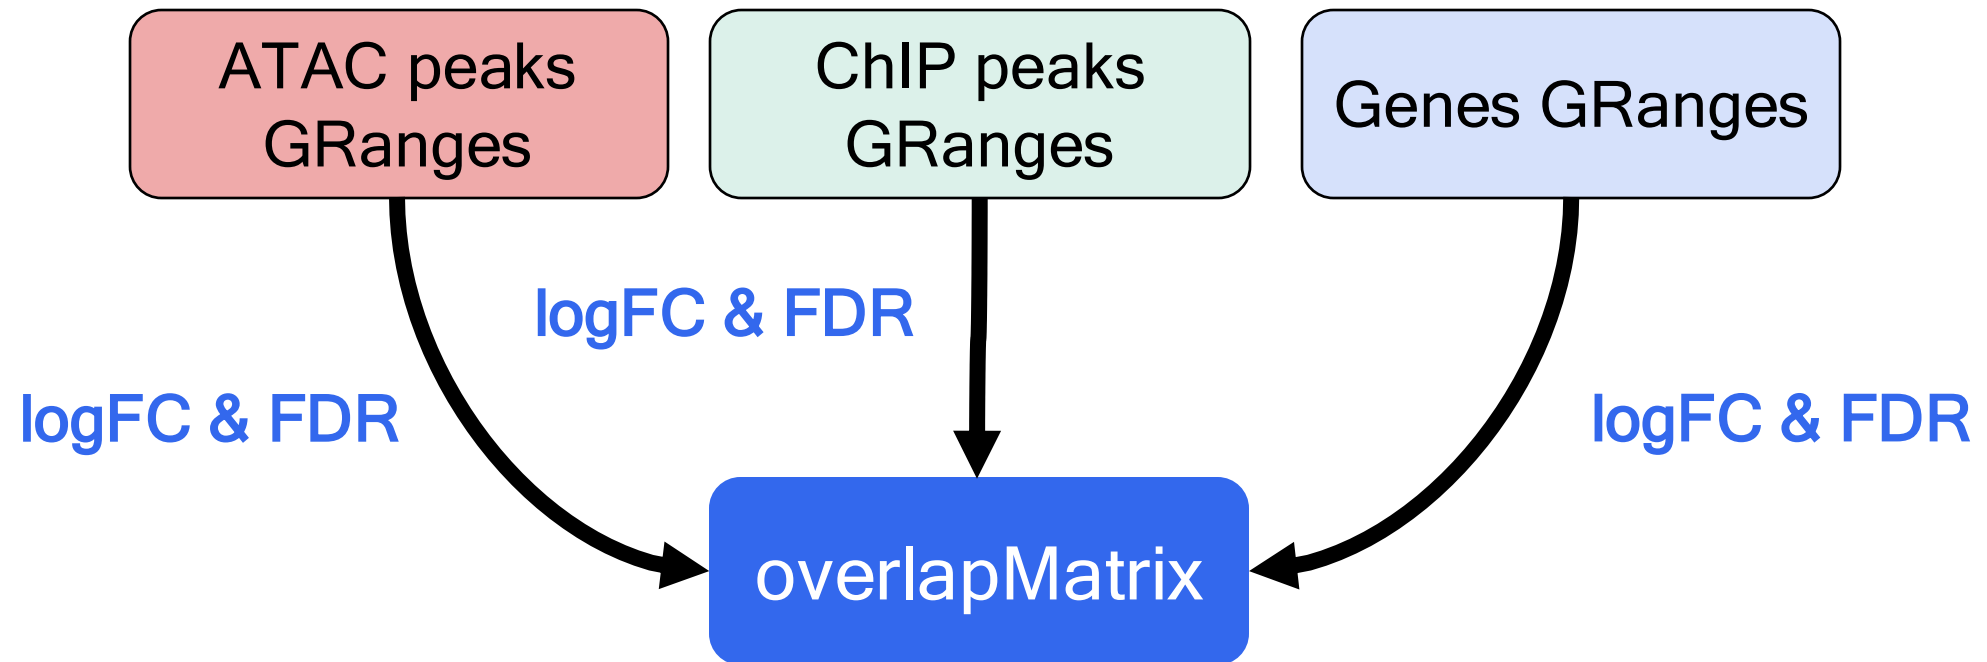 ATAC peaks
GRanges
ChIP peaks
GRanges
Genes GRanges
logFC & FDR
logFC & FDR
logFC & FDR
overlapMatrix